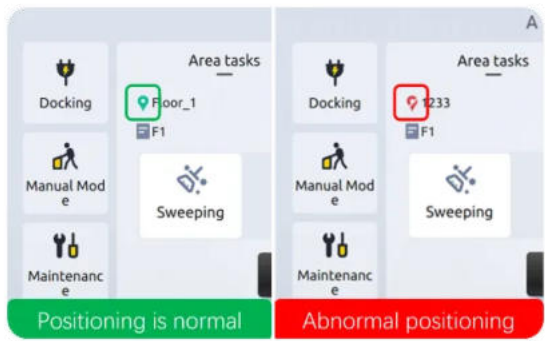 Area tasks
Docking
Floor_1
F1
Manual Mod
e
Sweeping
Maintenanc
e
Positioning is normal
A
Area tasks
Docking
1233
F1
Manual Mod
e
Sweeping
Maintenanc
e
Abnormal positioning